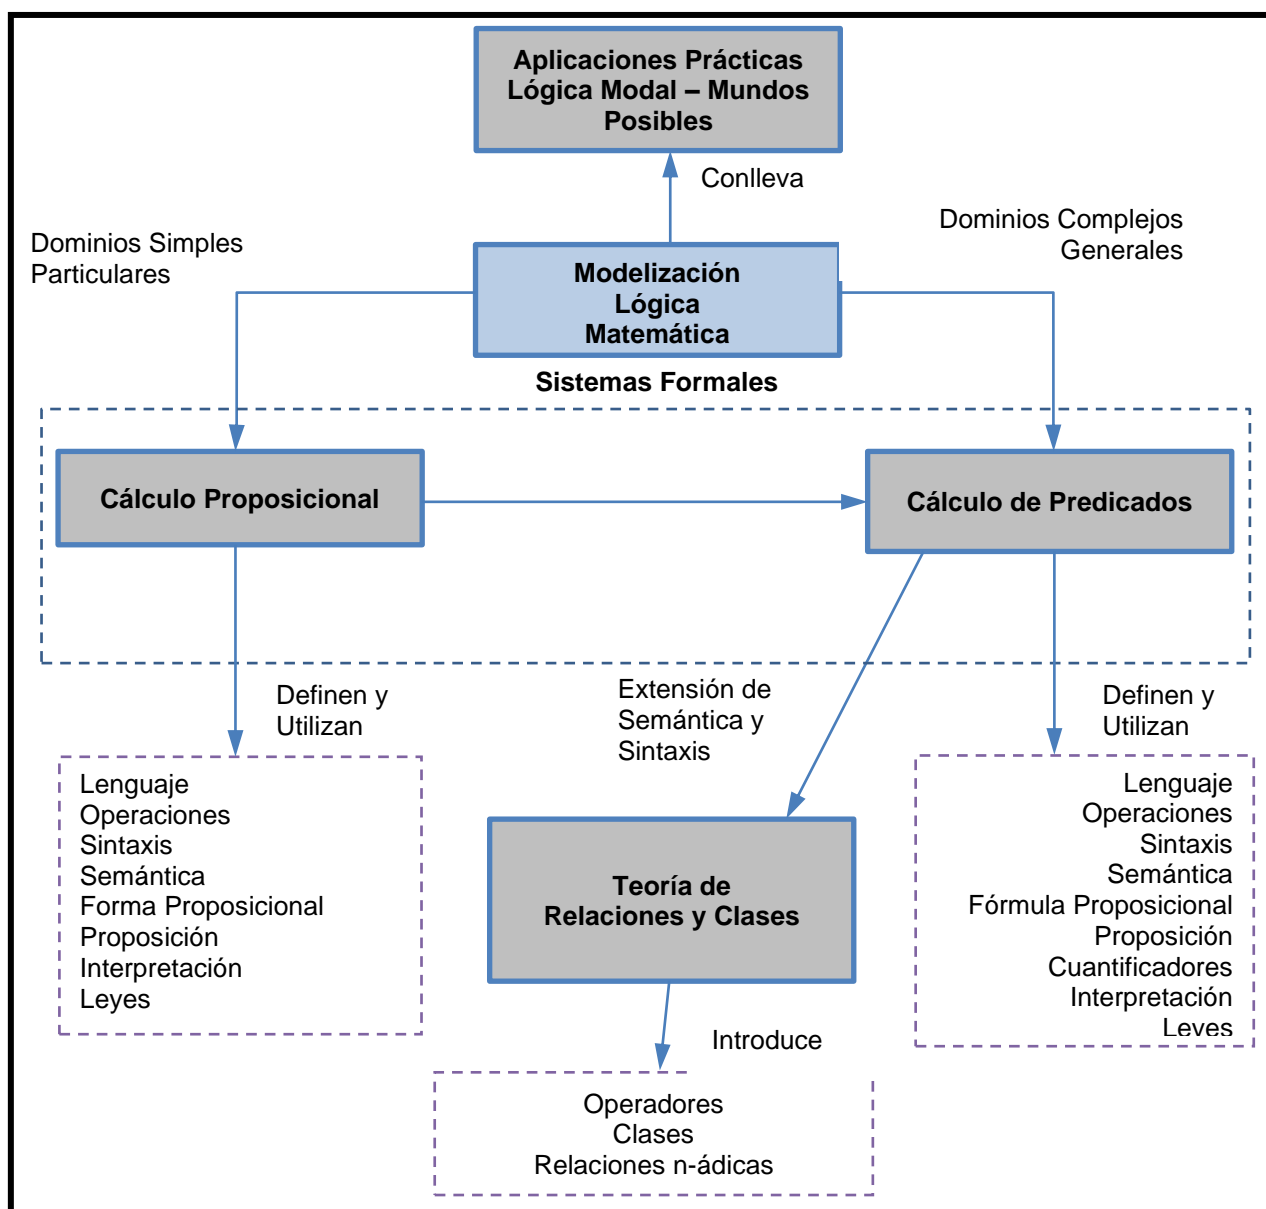 Aplicaciones Prácticas
Lógica Modal – Mundos
Posibles
Conlleva
Dominios Simples
Particulares
Dominios Complejos
Generales
Modelización
Lógica
Matemática
Sistemas Formales
Cálculo Proposicional
Cálculo de Predicados
Definen y
Utilizan
Extensión de
Semántica y
Sintaxis
Definen y
Utilizan
Lenguaje
Operaciones
Sintaxis
Semántica
Forma Proposicional
Proposición
Interpretación
Leyes
Teoría de
Relaciones y Clases
Lenguaje
Operaciones
Sintaxis
Semántica
Fórmula Proposicional
Proposición
Cuantificadores
Interpretación
Leyes
Introduce
Operadores
Clases
Relaciones n-ádicas